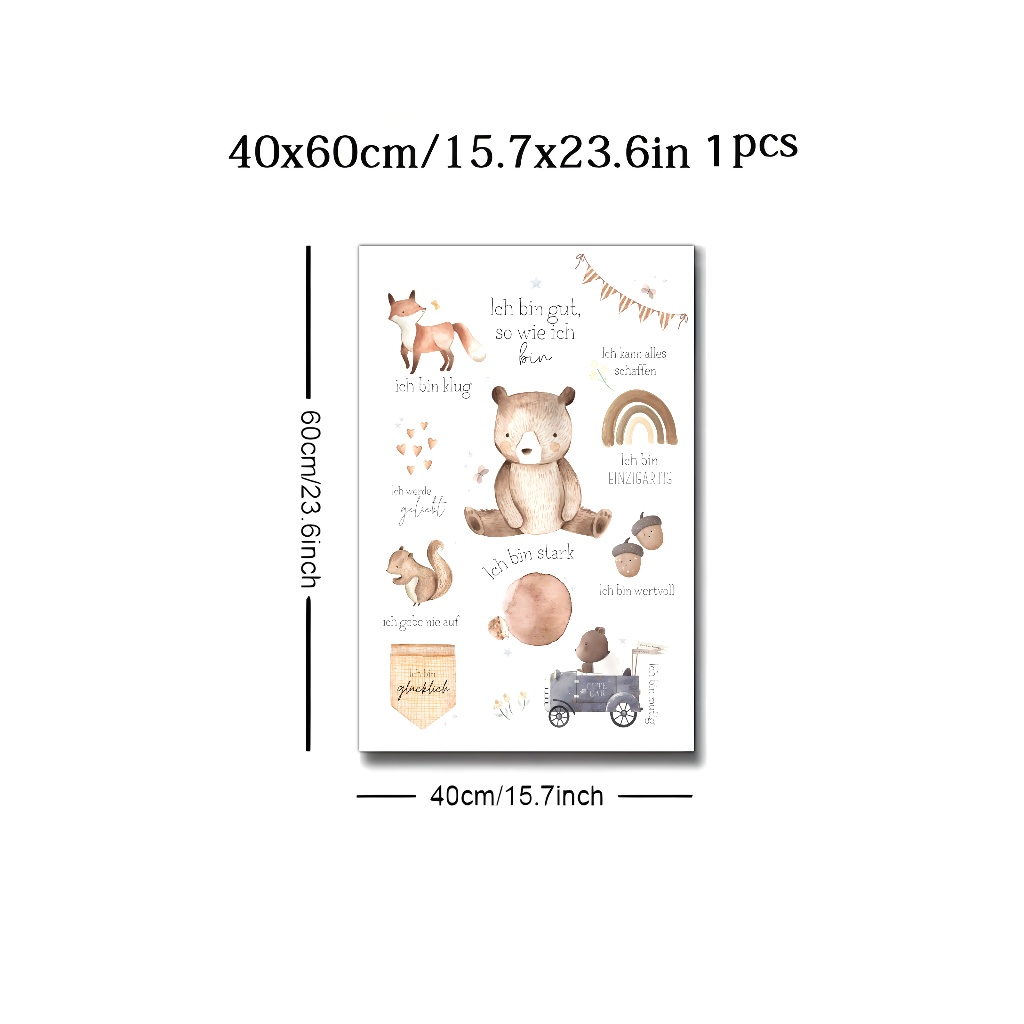 40x60cm/15.7x23.6in 1pcs
Ich bin gut,
so wie ich
bin
ich bin klug
Ich kann alles
schaffen
Ich bin
EINZIGARTIG
ich werde
geliebt
Ich bin stark
ich bin wertvoll
ich gebe nie auf
ich bin
glücklich
CUTE
ich bin mutig
60cm/23.6inch
40cm/15.7inch